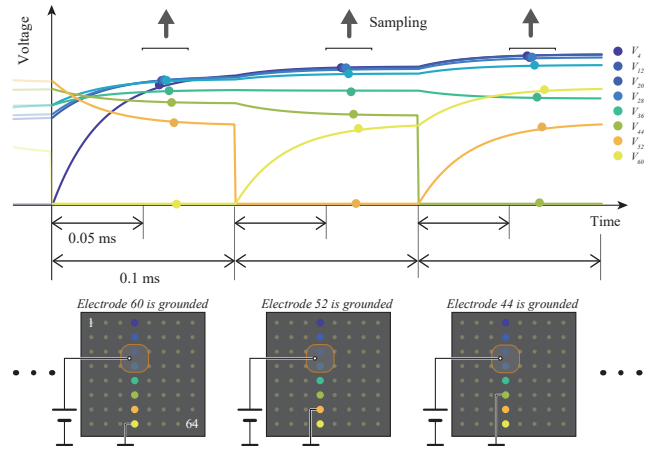 Voltage
Sampling
V4
V12
V20
V28
V36
V44
V52
V60
Time
0.05 ms
0.1 ms
Electrode 60 is grounded
Electrode 52 is grounded
Electrode 44 is grounded
1
64